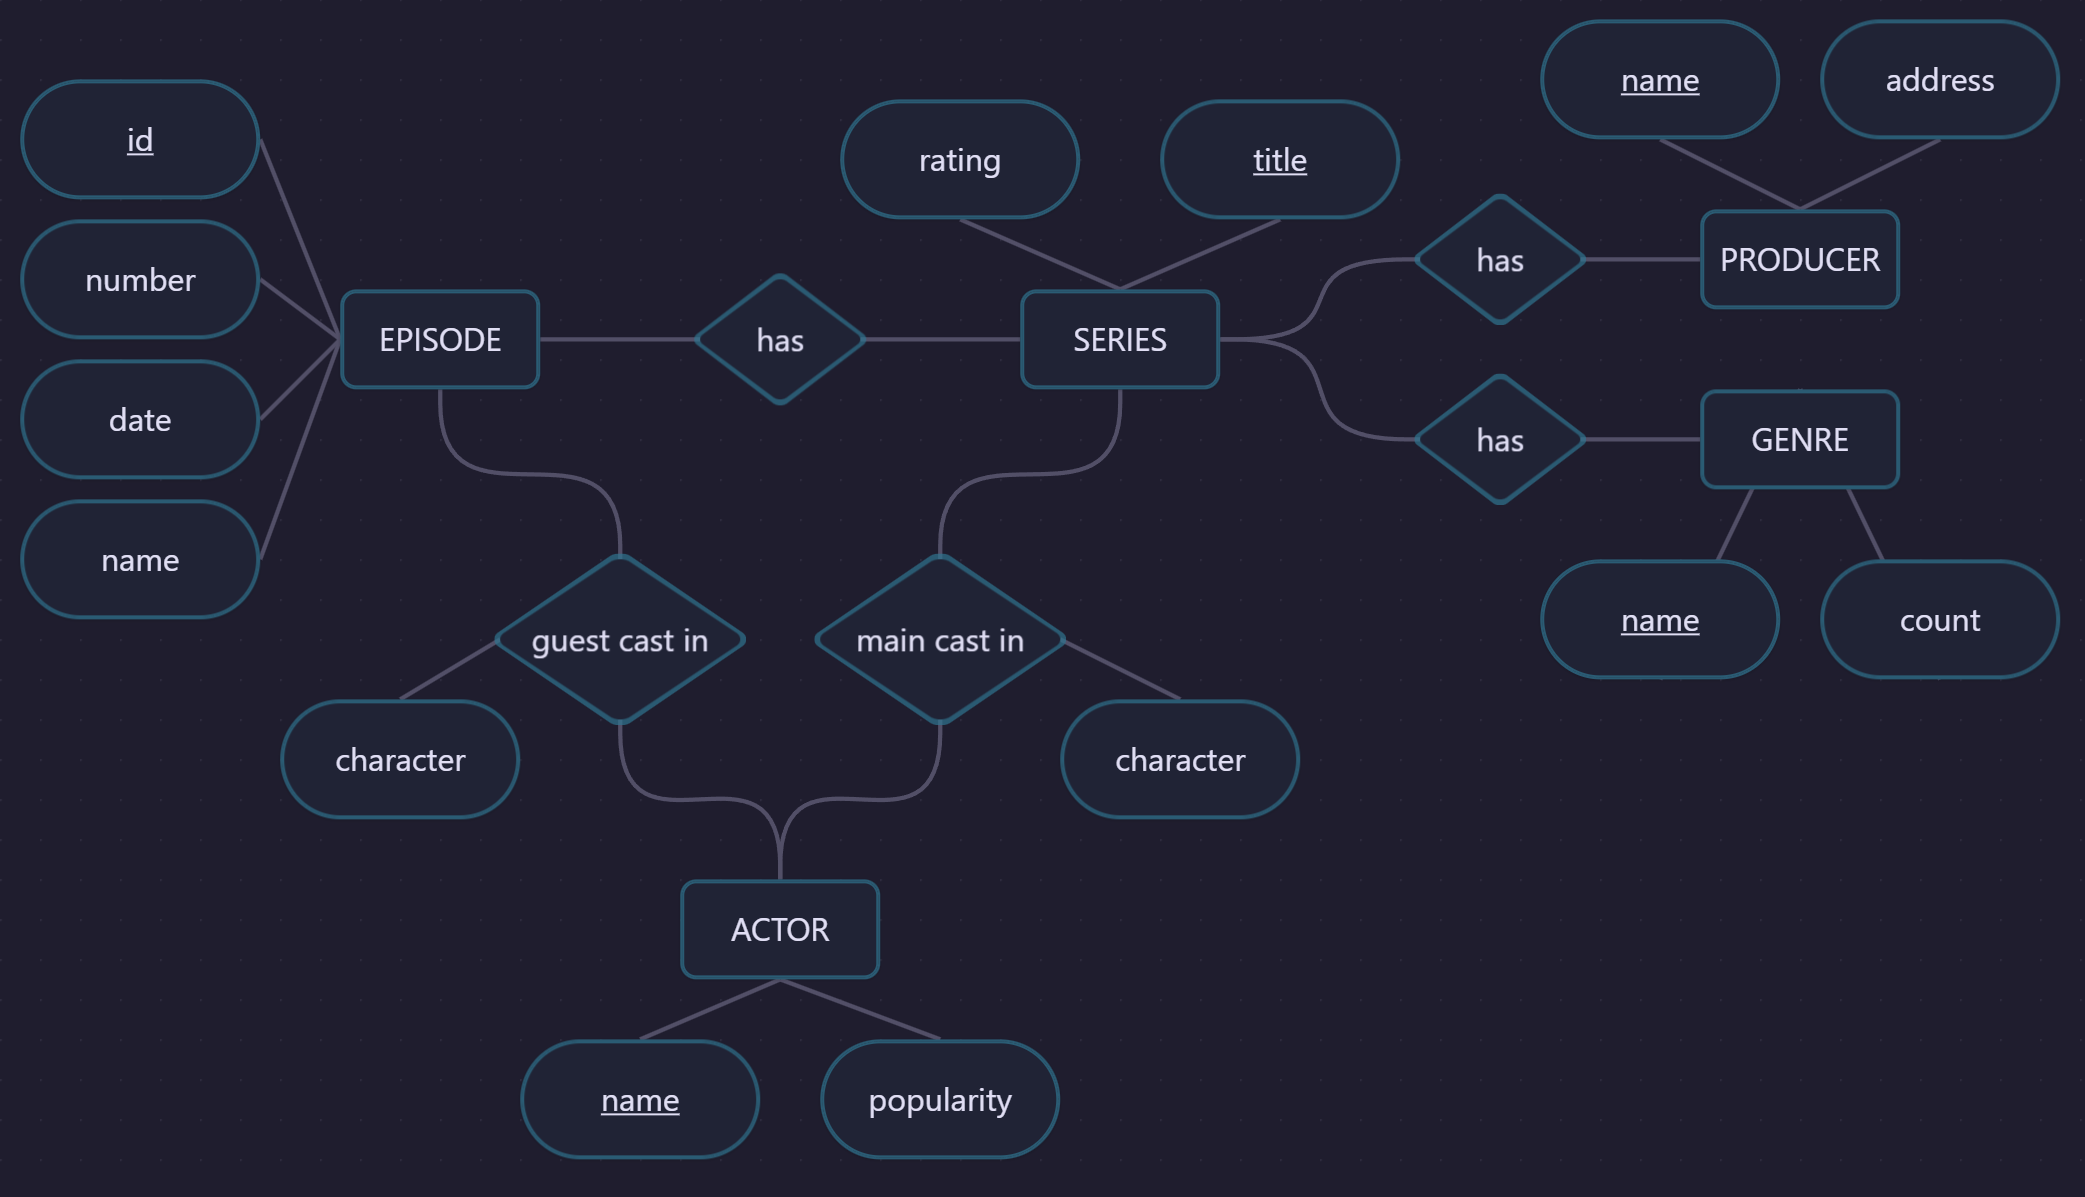 name
address
id
rating
title
has
PRODUCER
number
EPISODE
has
SERIES
date
has
GENRE
name
guest cast in
main cast in
name
count
character
character
ACTOR
name
popularity